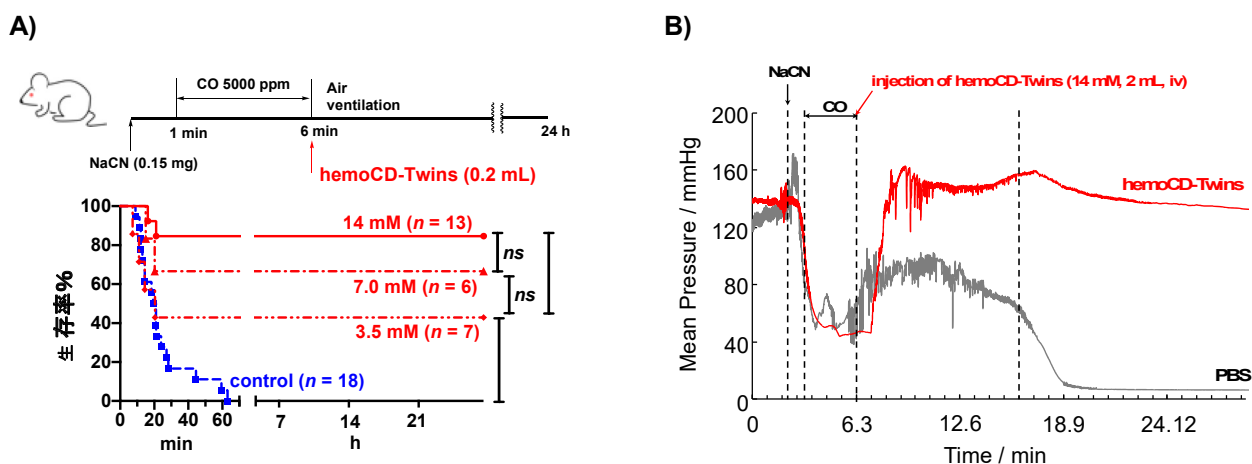 A)
CO 5000 ppm
Air
ventilation
1 min
6 min
24 h
NaCN (0.15 mg)
hemoCD-Twins (0.2 mL)
100
80
60
40
20
0
生 存率%
14 mM (n = 13)
ns
7.0 mM (n = 6)
ns
3.5 mM (n = 7)
control (n = 18)
0 20 40 60
7 14 21
min
h
B)
NaCN
injection of hemoCD-Twins (14 mM, 2 mL, iv)
CO
200
160
120
80
40
0
Mean Pressure / mmHg
hemoCD-Twins
PBS
0 6.3 12.6 18.9 24.12
Time / min